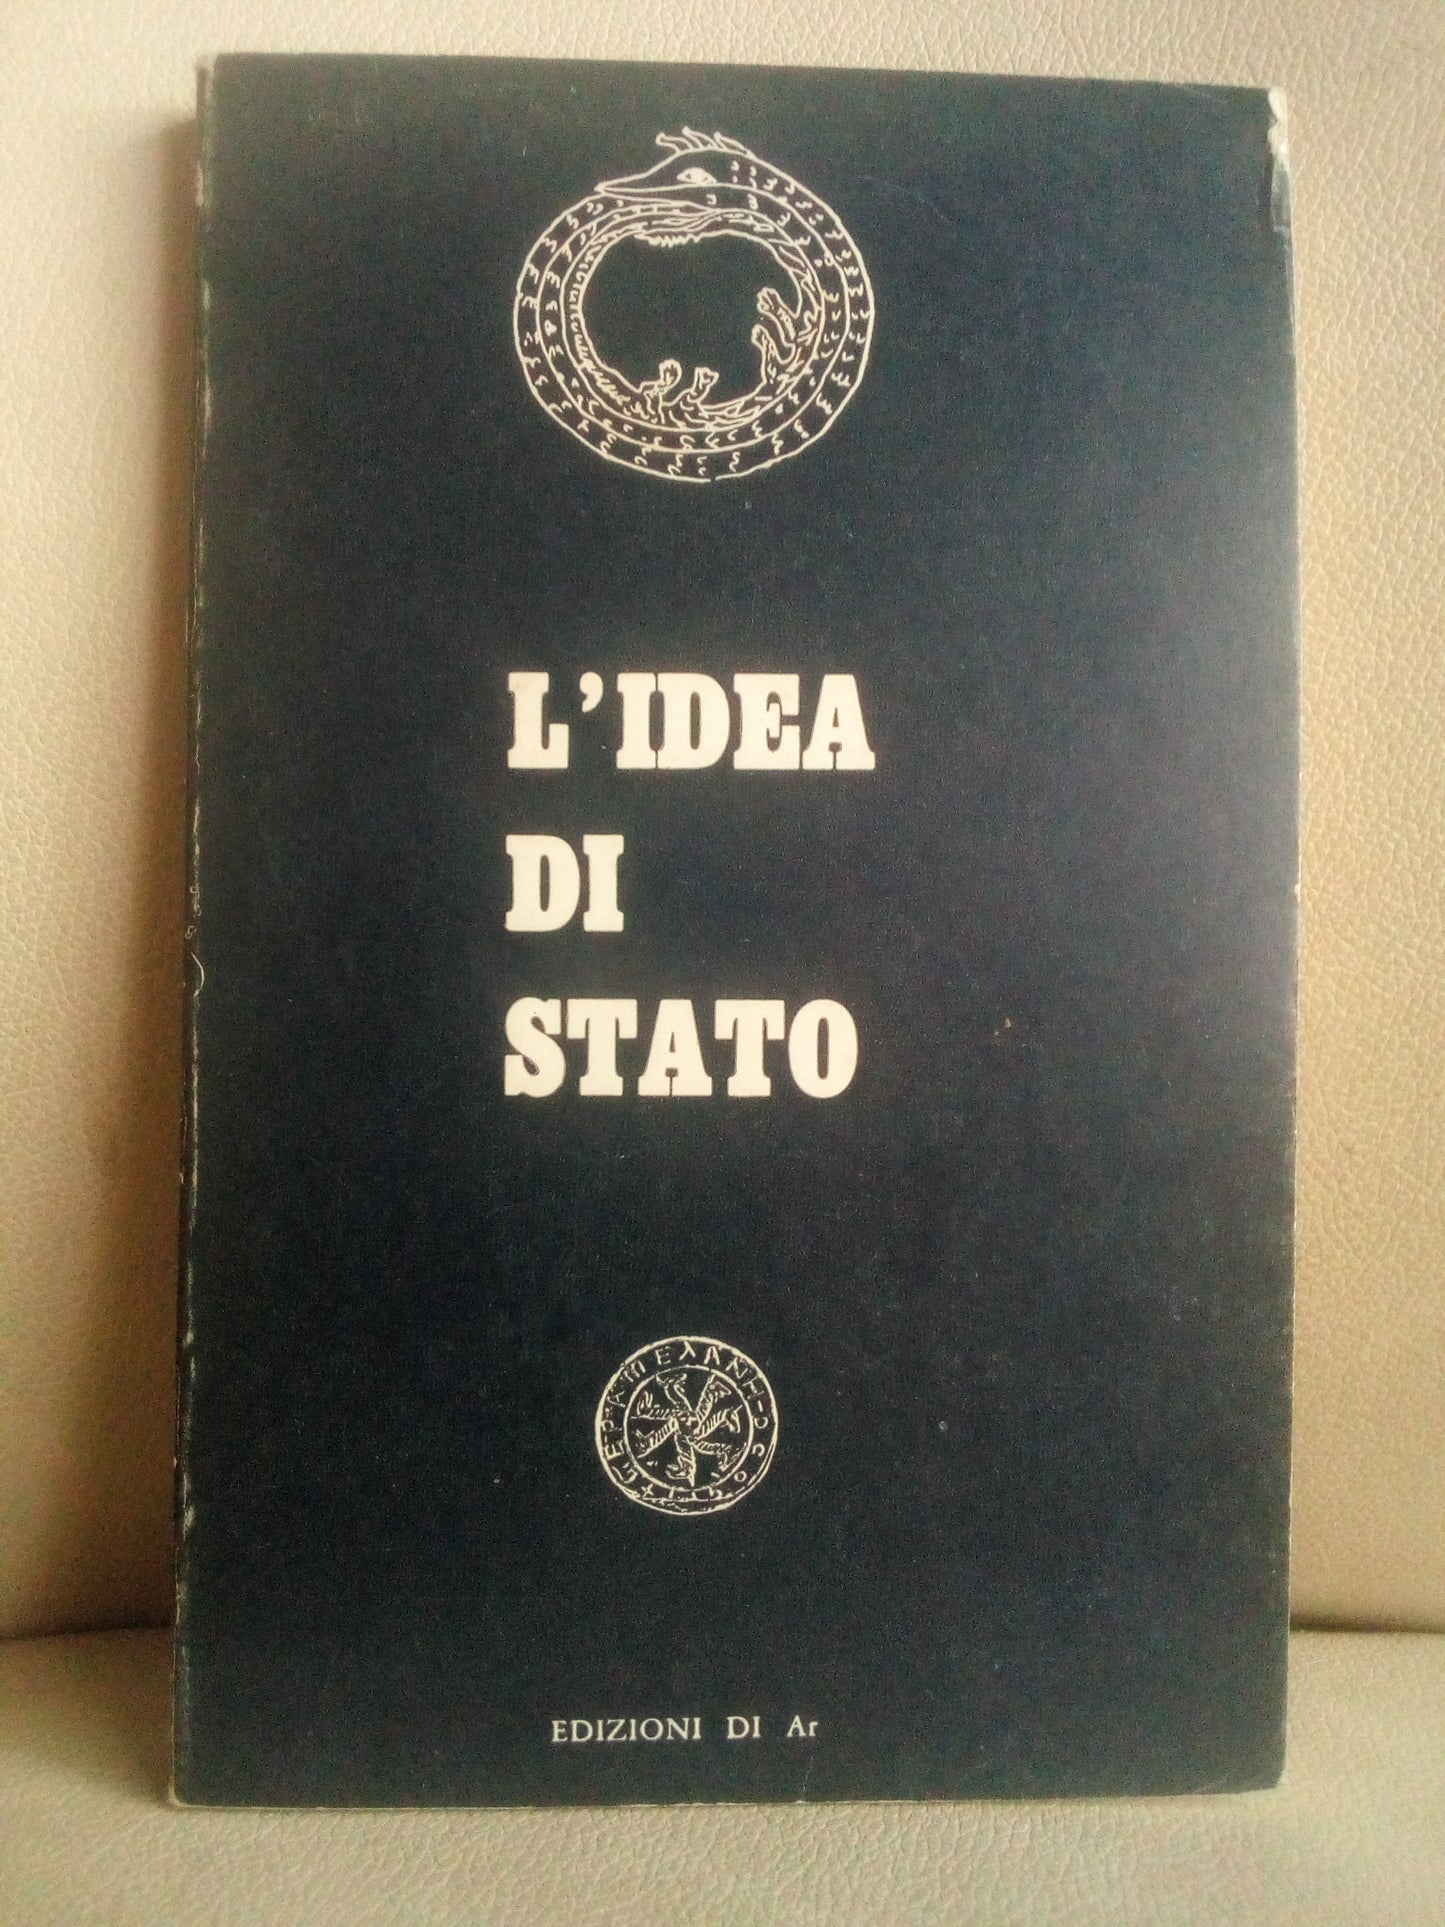 L'IDEA
DI
STATO
EDIZIONI DI Ar